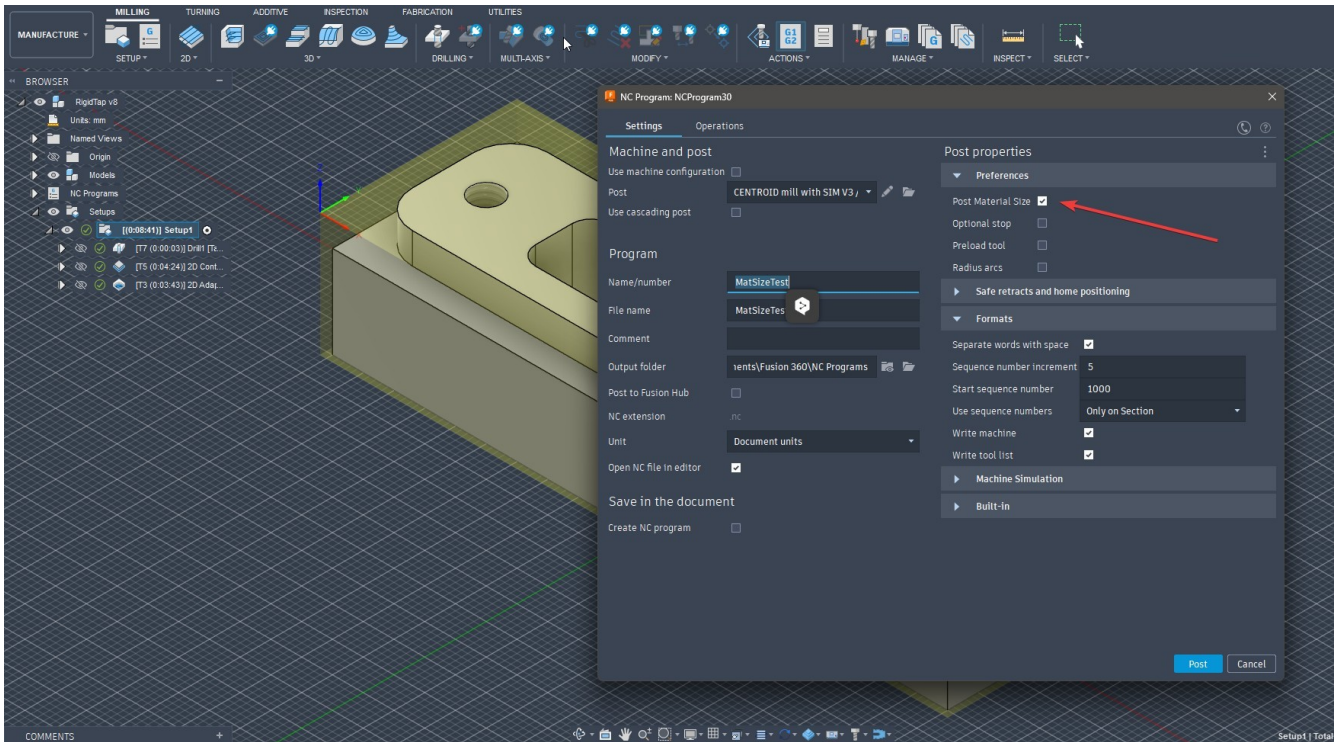 MILLING TURNING ADDITIVE INSPECTION FABRICATION UTILITIES
MANUFACTURE
G
G1
G2
G
SETUP 2D 3D DRILLING MULTI-AXIS MODIFY ACTIONS MANAGE INSPECT SELECT
BROWSER
RigidTap v8
Units: mm
Named Views
Origin
Models
NC Programs
Setups
[(0:08:41)] Setup1
[T7 (0:00:03)] Drill1 [Ta...
[T5 (0:04:24)] 2D Cont...
[T3 (0:03:43)] 2D Adap...
NC Program: NCProgram30
Settings Operations
Machine and post
Use machine configuration
Post CENTROID mill with SIM V3 /
Use cascading post
Program
Name/number MatSizeTest
File name MatSizeTes
Comment
Output folder ients\Fusion 360\NC Programs
Post to Fusion Hub
NC extension nc
Unit Document units
Open NC file in editor
Save in the document
Create NC program
Post properties
Preferences
Post Material Size
Optional stop
Preload tool
Radius arcs
Safe retracts and home positioning
Formats
Separate words with space
Sequence number increment 5
Start sequence number 1000
Use sequence numbers Only on Section
Write machine
Write tool list
Machine Simulation
Built-in
Post Cancel
COMMENTS
Setup1 | Total